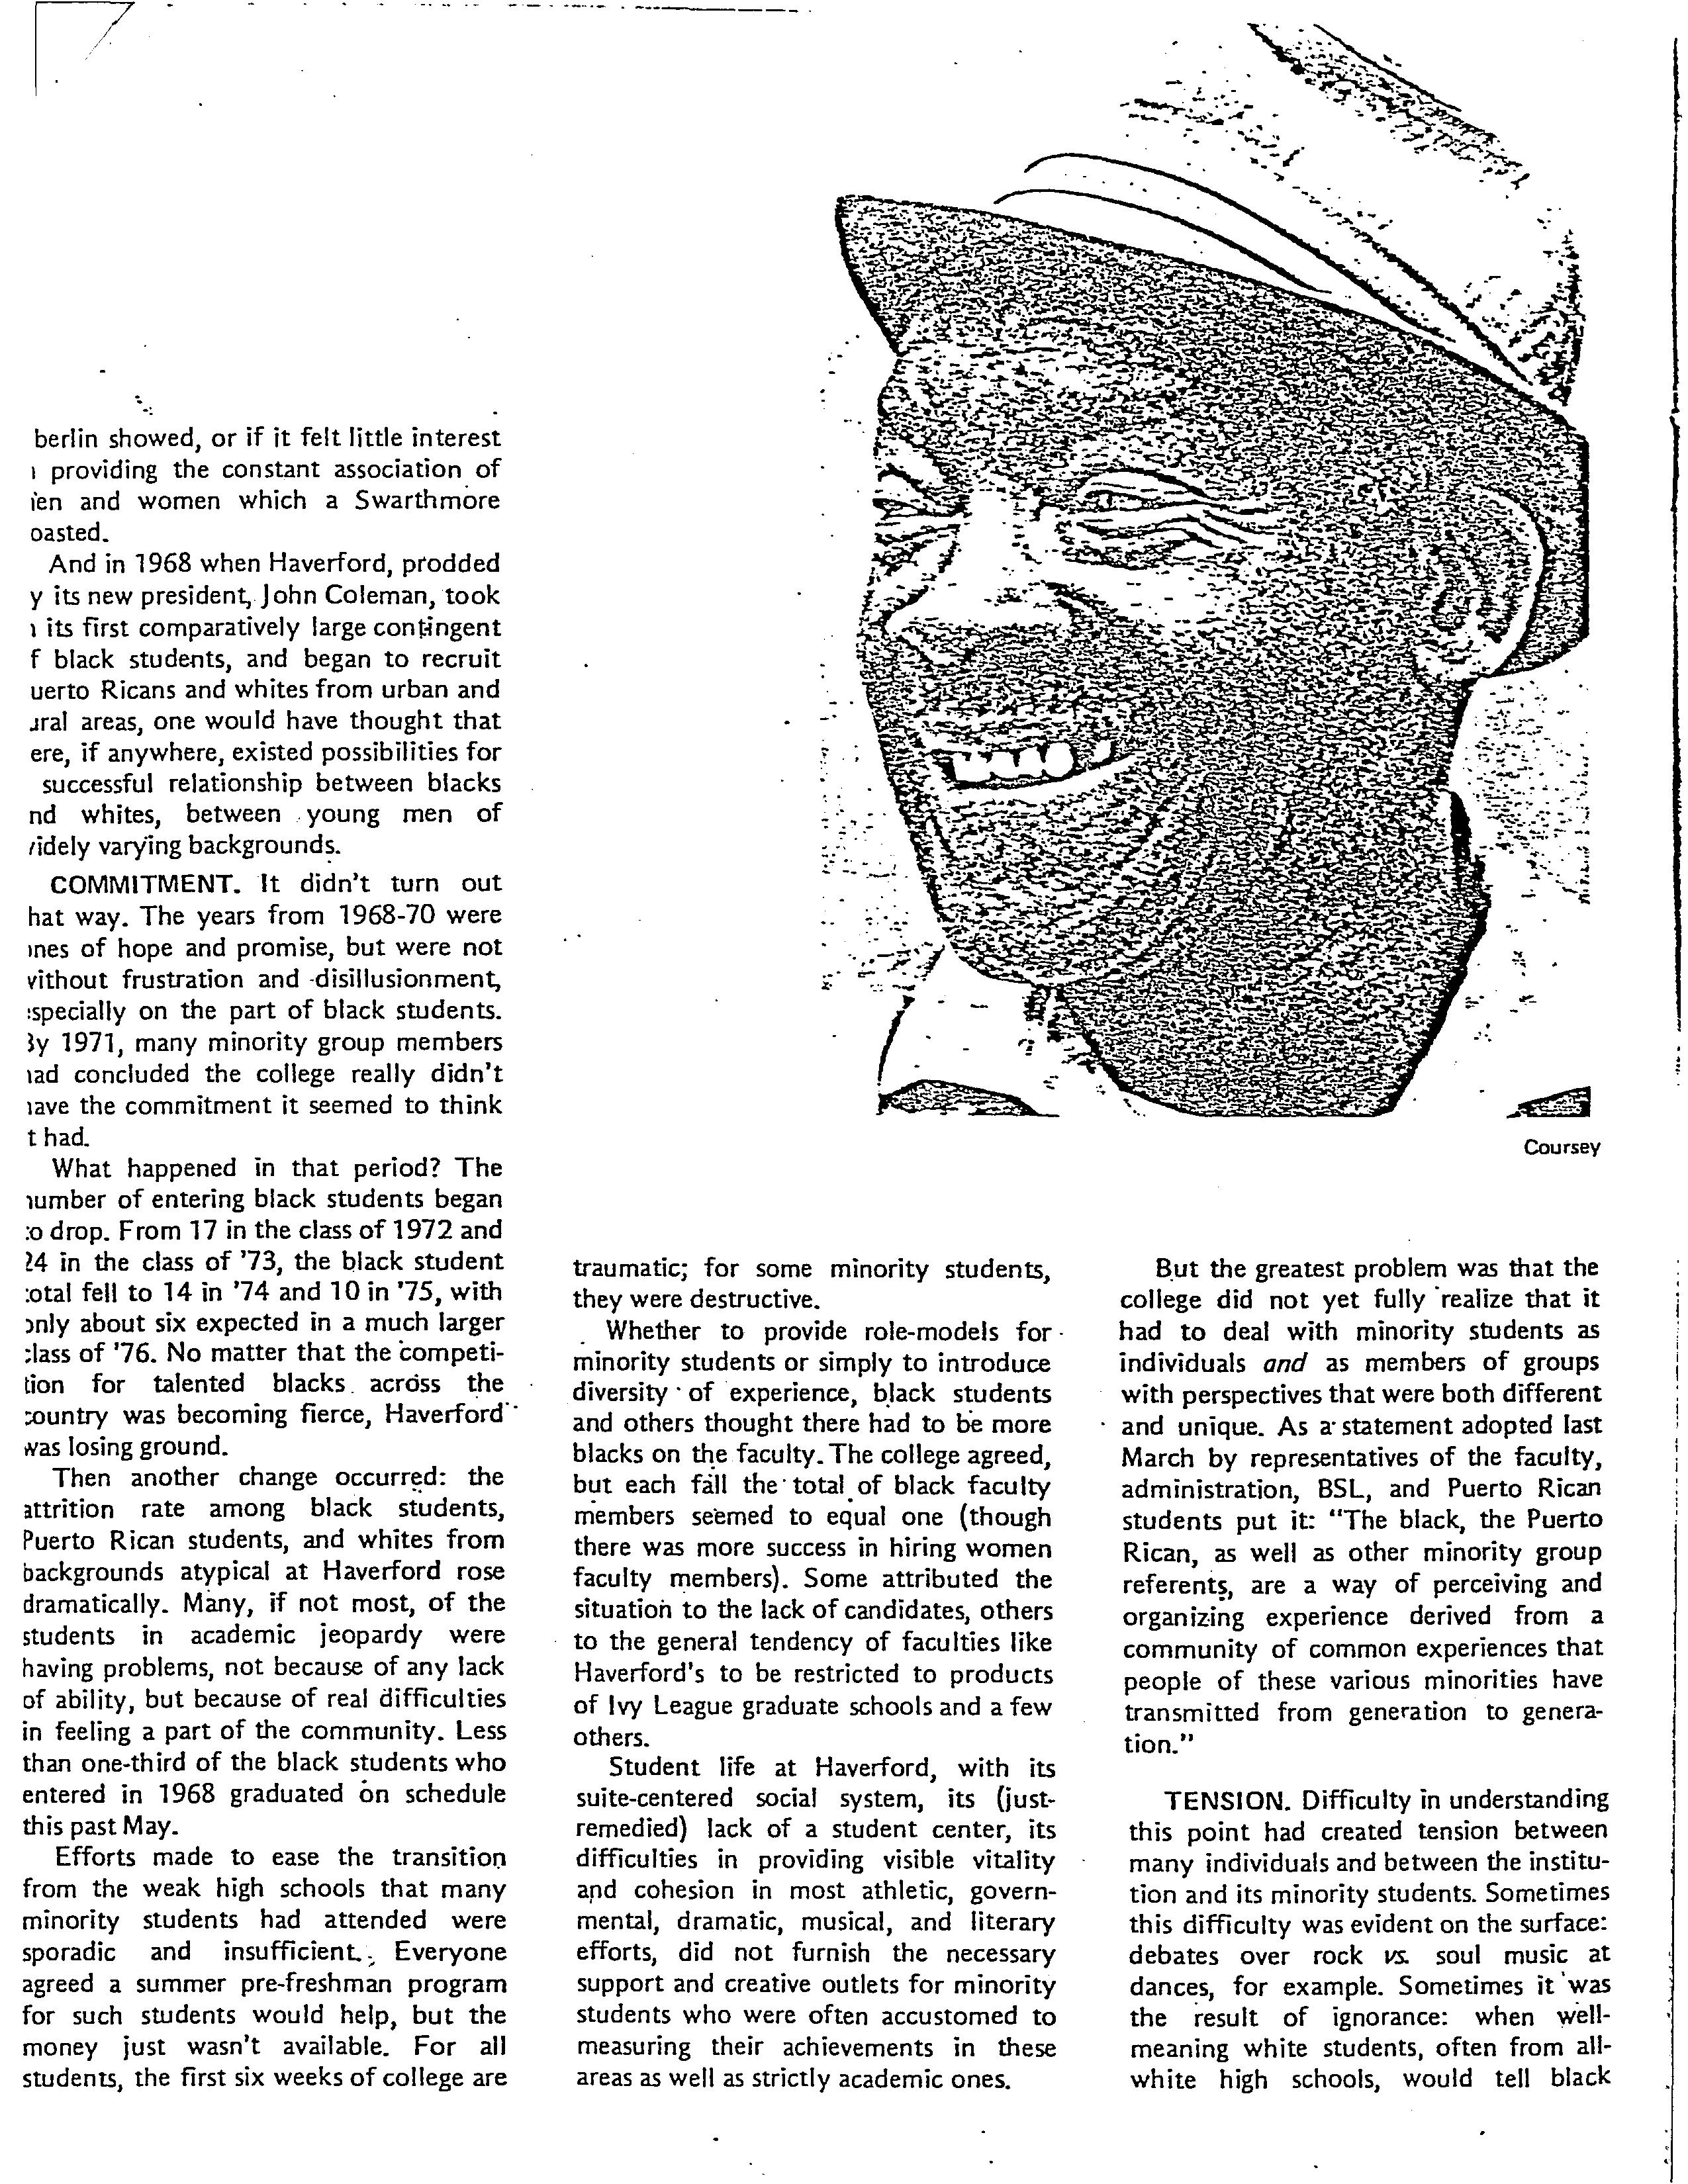 berlin showed, or if it felt little interest
ı providing the constant association of
ien and women which a Swarthmore
oasted.
And in 1968 when Haverford, prodded
y its new president, John Coleman, took
ı its first comparatively large contingent
f black students, and began to recruit
uerto Ricans and whites from urban and
ural areas, one would have thought that
ere, if anywhere, existed possibilities for
successful relationship between blacks
nd whites, between young men of
idely varying backgrounds.
COMMITMENT. It didn't turn out
hat way. The years from 1968-70 were
nes of hope and promise, but were not
vithout frustration and disillusionment,
specially on the part of black students.
By 1971, many minority group members
had concluded the college really didn't
have the commitment it seemed to think
t had.
What happened in that period? The
number of entering black students began
to drop. From 17 in the class of 1972 and
24 in the class of '73, the black student
total fell to 14 in '74 and 10 in '75, with
only about six expected in a much larger
class of '76. No matter that the competi-
tion for talented blacks across the
country was becoming fierce, Haverford
was losing ground.
Then another change occurred: the
attrition rate among black students,
Puerto Rican students, and whites from
backgrounds atypical at Haverford rose
dramatically. Many, if not most, of the
students in academic jeopardy were
having problems, not because of any lack
of ability, but because of real difficulties
in feeling a part of the community. Less
than one-third of the black students who
entered in 1968 graduated on schedule
this past May.
Efforts made to ease the transition
from the weak high schools that many
minority students had attended were
sporadic and insufficient. Everyone
agreed a summer pre-freshman program
for such students would help, but the
money just wasn't available. For all
students, the first six weeks of college are
Coursey
traumatic; for some minority students,
they were destructive.
Whether to provide role-models for
minority students or simply to introduce
diversity of experience, black students
and others thought there had to be more
blacks on the faculty. The college agreed,
but each fall the total of black faculty
members seemed to equal one (though
there was more success in hiring women
faculty members). Some attributed the
situation to the lack of candidates, others
to the general tendency of faculties like
Haverford's to be restricted to products
of Ivy League graduate schools and a few
others.
Student life at Haverford, with its
suite-centered social system, its (just-
remedied) lack of a student center, its
difficulties in providing visible vitality
and cohesion in most athletic, govern-
mental, dramatic, musical, and literary
efforts, did not furnish the necessary
support and creative outlets for minority
students who were often accustomed to
measuring their achievements in these
areas as well as strictly academic ones.
But the greatest problem was that the
college did not yet fully realize that it
had to deal with minority students as
individuals and as members of groups
with perspectives that were both different
and unique. As a statement adopted last
March by representatives of the faculty,
administration, BSL, and Puerto Rican
students put it: "The black, the Puerto
Rican, as well as other minority group
referents, are a way of perceiving and
organizing experience derived from a
community of common experiences that
people of these various minorities have
transmitted from generation to genera-
tion."
TENSION. Difficulty in understanding
this point had created tension between
many individuals and between the institu-
tion and its minority students. Sometimes
this difficulty was evident on the surface:
debates over rock vs. soul music at
dances, for example. Sometimes it was
the result of ignorance: when well-
meaning white students, often from all-
white high schools, would tell black